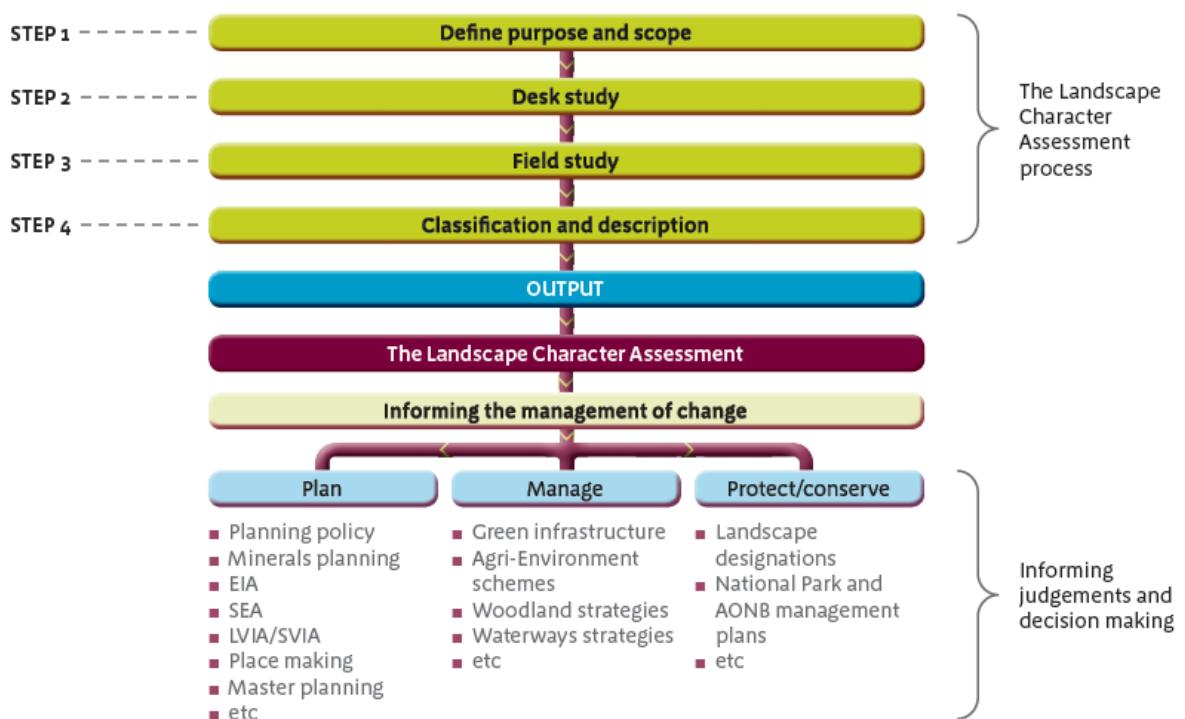 STEP 1
Define purpose and scope
STEP 2
Desk study
STEP 3
Field study
STEP 4
Classification and description
The Landscape
Character
Assessment
process
OUTPUT
The Landscape Character Assessment
Informing the management of change
Plan
■ Planning policy
■ Minerals planning
■ EIA
■ SEA
■ LVIA/SVIA
■ Place making
■ Master planning
■ etc
Manage
■ Green infrastructure
■ Agri-Environment
schemes
■ Woodland strategies
■ Waterways strategies
■ etc
Protect/conserve
■ Landscape
designations
■ National Park and
AONB management
plans
■ etc
Informing
judgements and
decision making